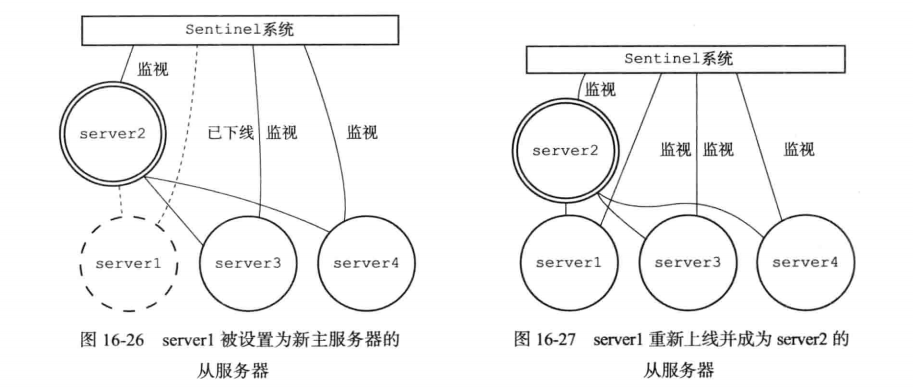 Sentinel系统
监视
server2
已下线
监视
监视
server1
server3
server4
图 16-26 server1 被设置为新主服务器的
从服务器
Sentinel系统
监视
server2
监视
监视
监视
server1
server3
server4
图 16-27 server1 重新上线并成为 server2 的
从服务器